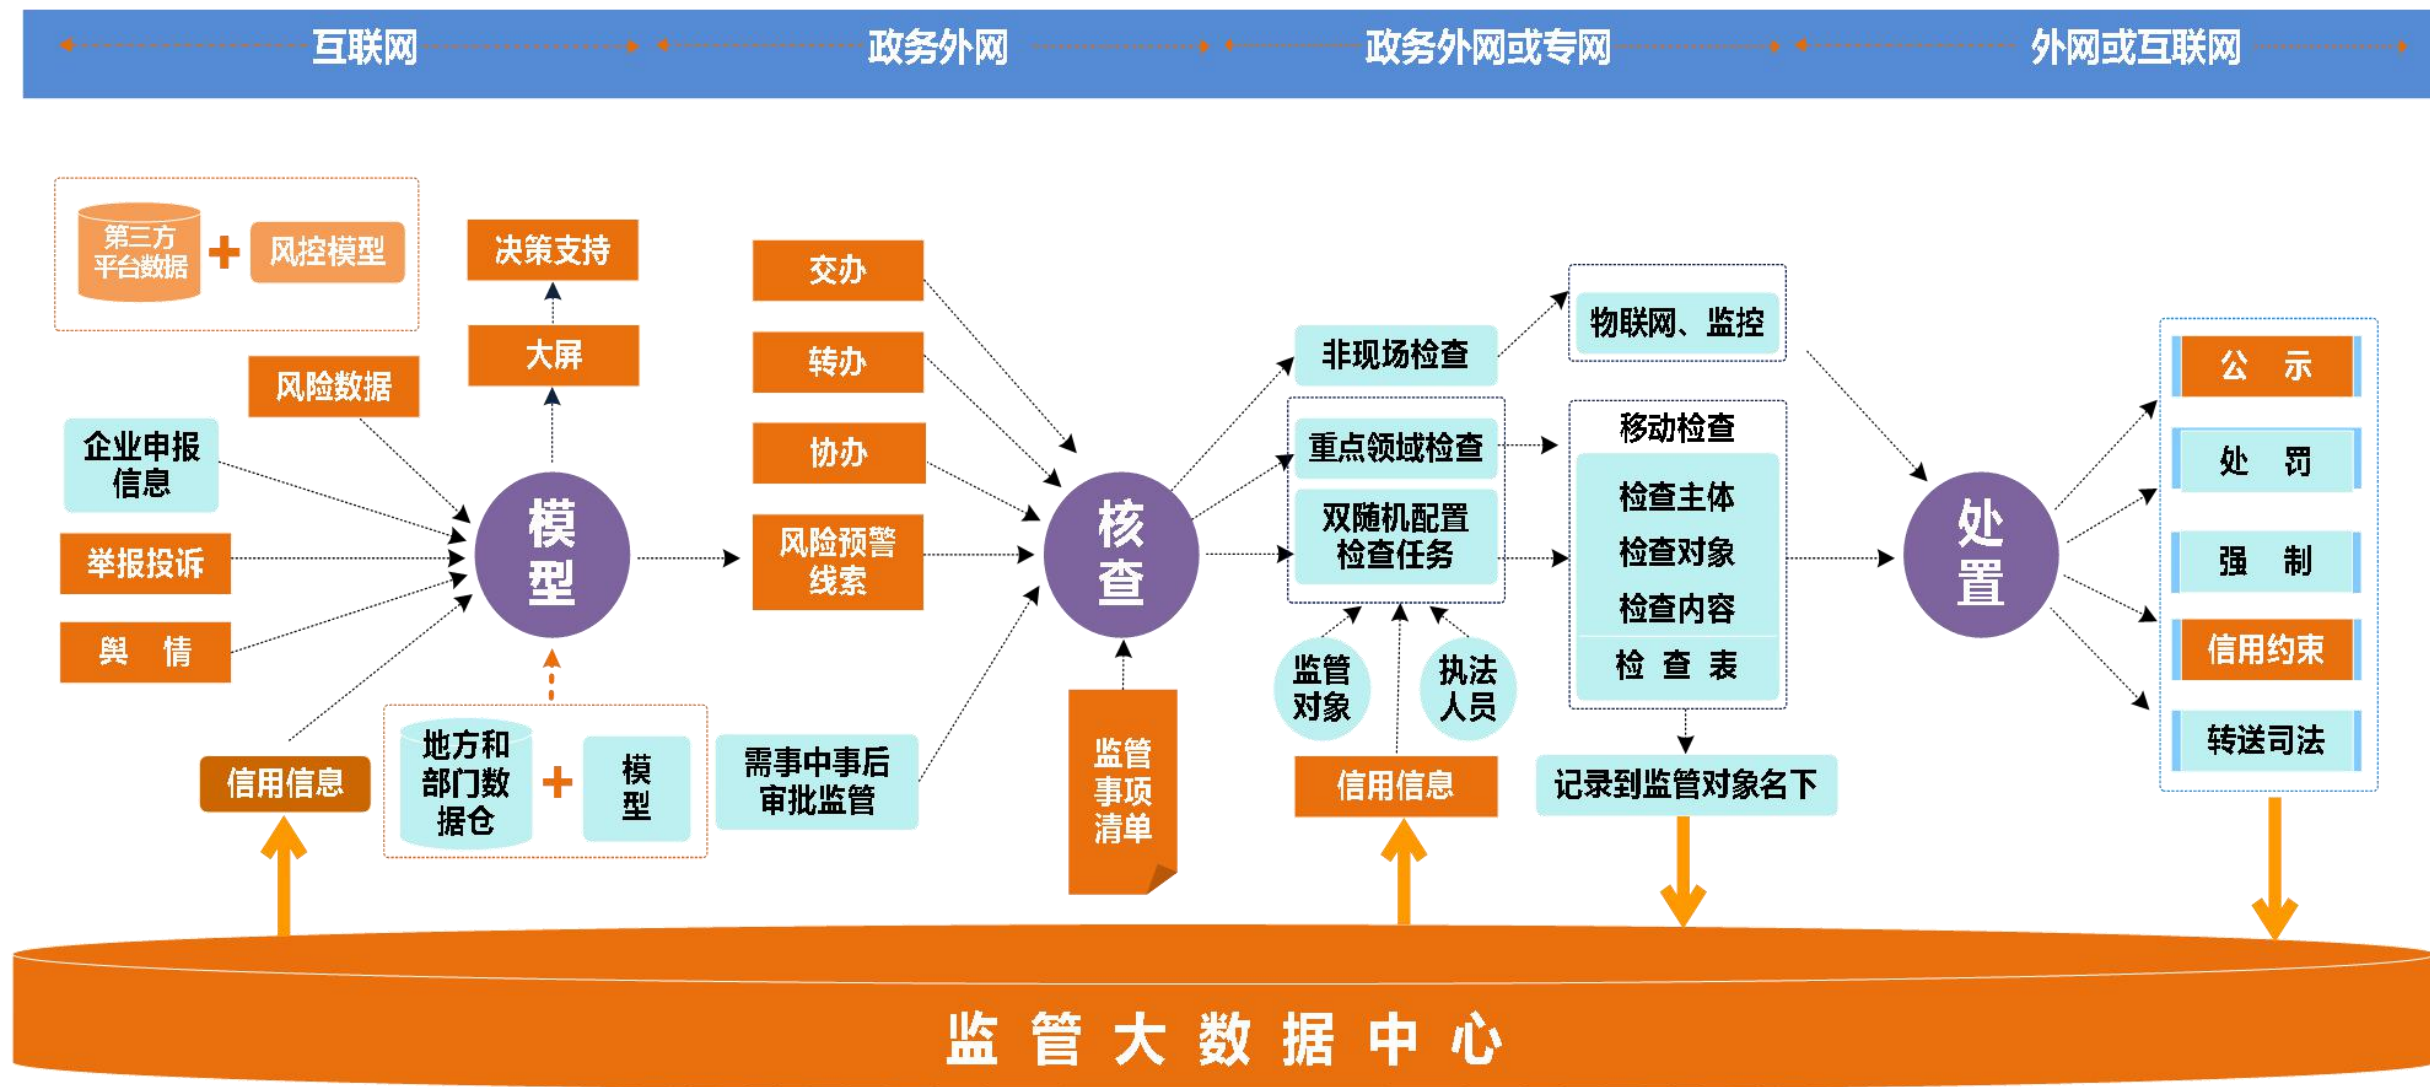 互联网
政务外网
政务外网或专网
外网或互联网
第三方
平台数据
风控模型
决策支持
大屏
风险数据
企业申报
信息
举报投诉
舆 情
信用信息
模
型
地方和
部门数
据仓
模
型
交办
转办
协办
风险预警
线索
需事中事后
审批监管
核
查
监管
事项
清单
非现场检查
重点领域检查
双随机配置
检查任务
监管
对象
执法
人员
信用信息
物联网、监控
移动检查
检查主体
检查对象
检查内容
检 查 表
记录到监管对象名下
处
置
公 示
处 罚
强 制
信用约束
转送司法
监 管 大 数 据 中 心